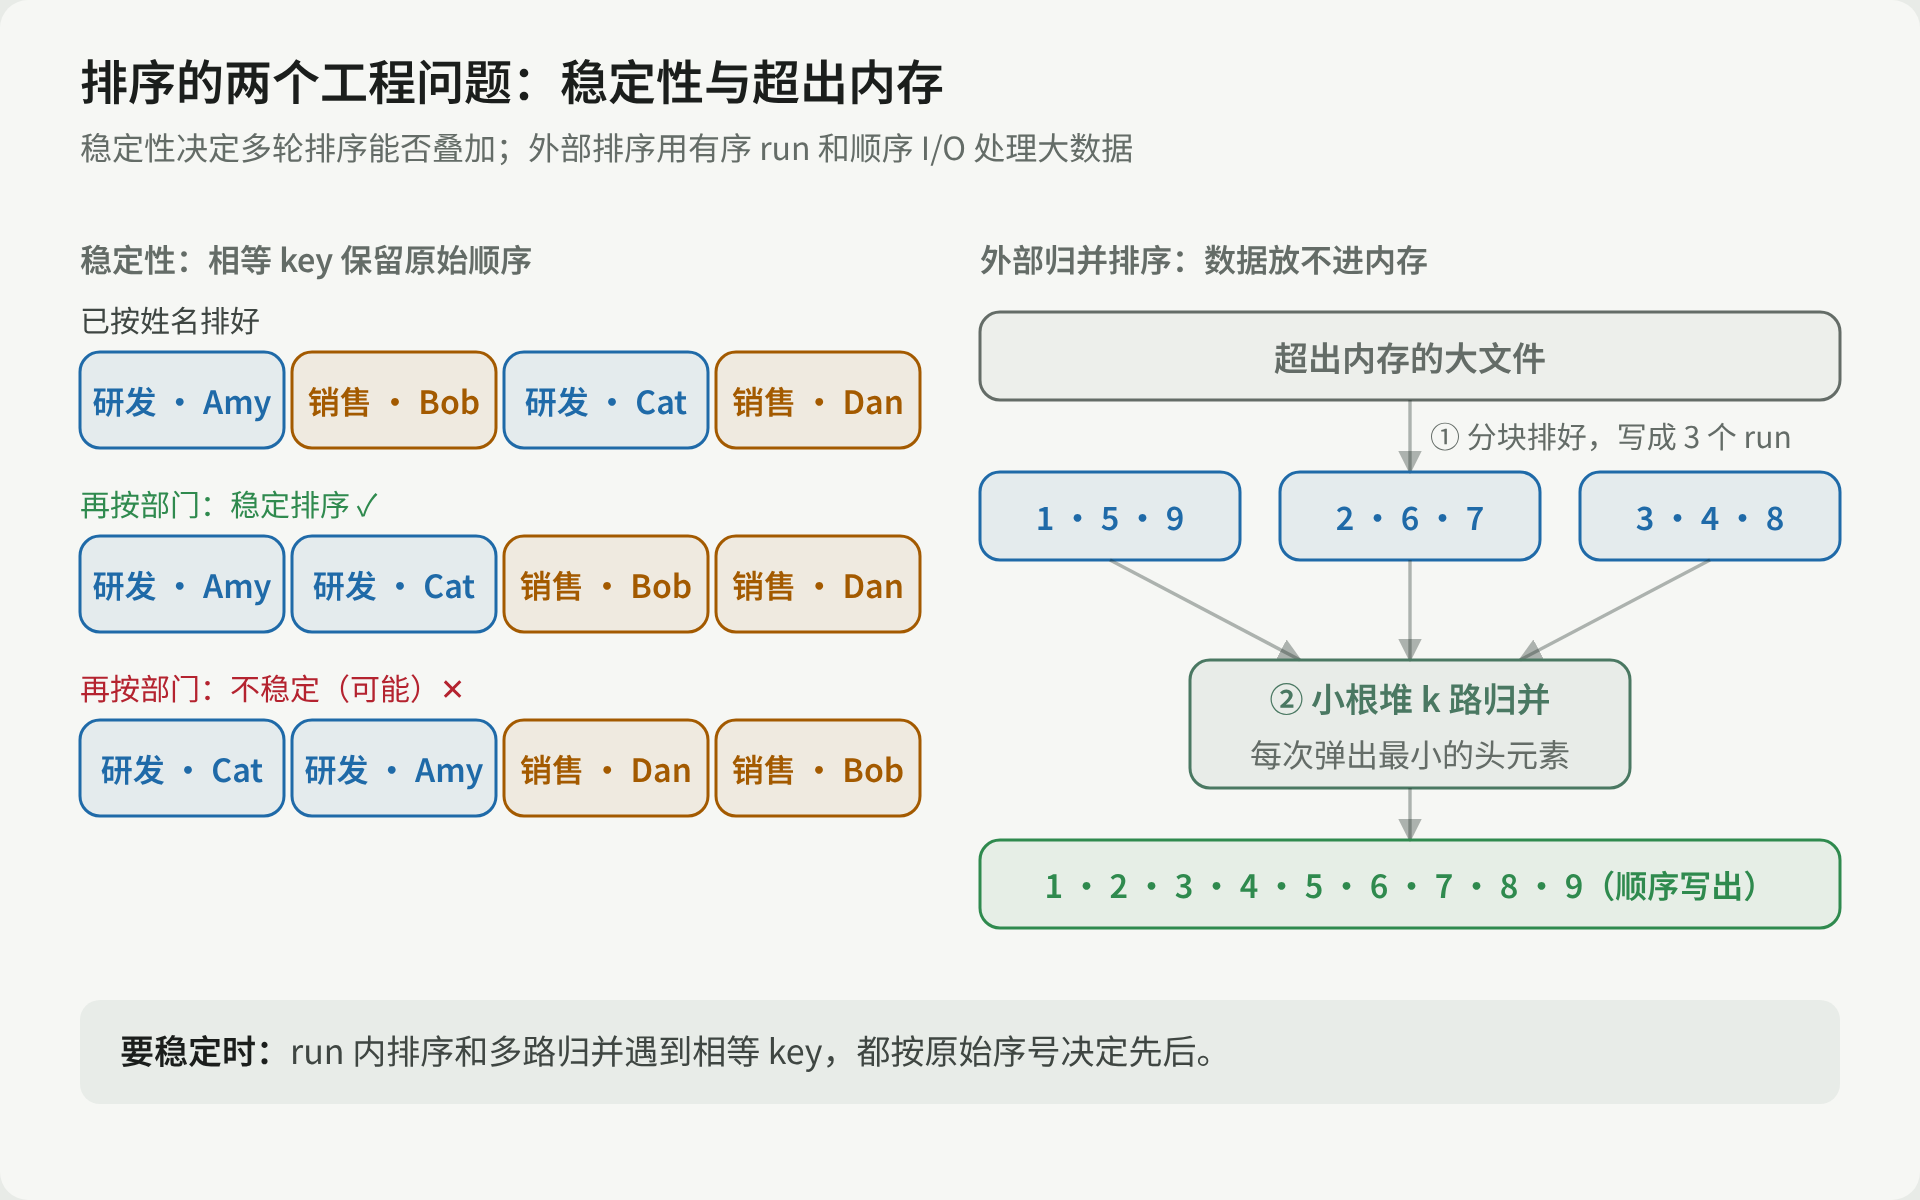 排序的两个工程问题：稳定性与超出内存
稳定性决定多轮排序能否叠加；外部排序用有序 run 和顺序 I/O 处理大数据
稳定性：相等 key 保留原始顺序
已按姓名排好
研发 · Amy
销售 · Bob
研发 · Cat
销售 · Dan
再按部门：稳定排序 ✓
研发 · Amy
研发 · Cat
销售 · Bob
销售 · Dan
再按部门：不稳定（可能）✕
研发 · Cat
研发 · Amy
销售 · Dan
销售 · Bob
外部归并排序：数据放不进内存
超出内存的大文件
① 分块排好，写成 3 个 run
1 · 5 · 9
2 · 6 · 7
3 · 4 · 8
② 小根堆 k 路归并
每次弹出最小的头元素
1 · 2 · 3 · 4 · 5 · 6 · 7 · 8 · 9（顺序写出）
要稳定时：run 内排序和多路归并遇到相等 key，都按原始序号决定先后。